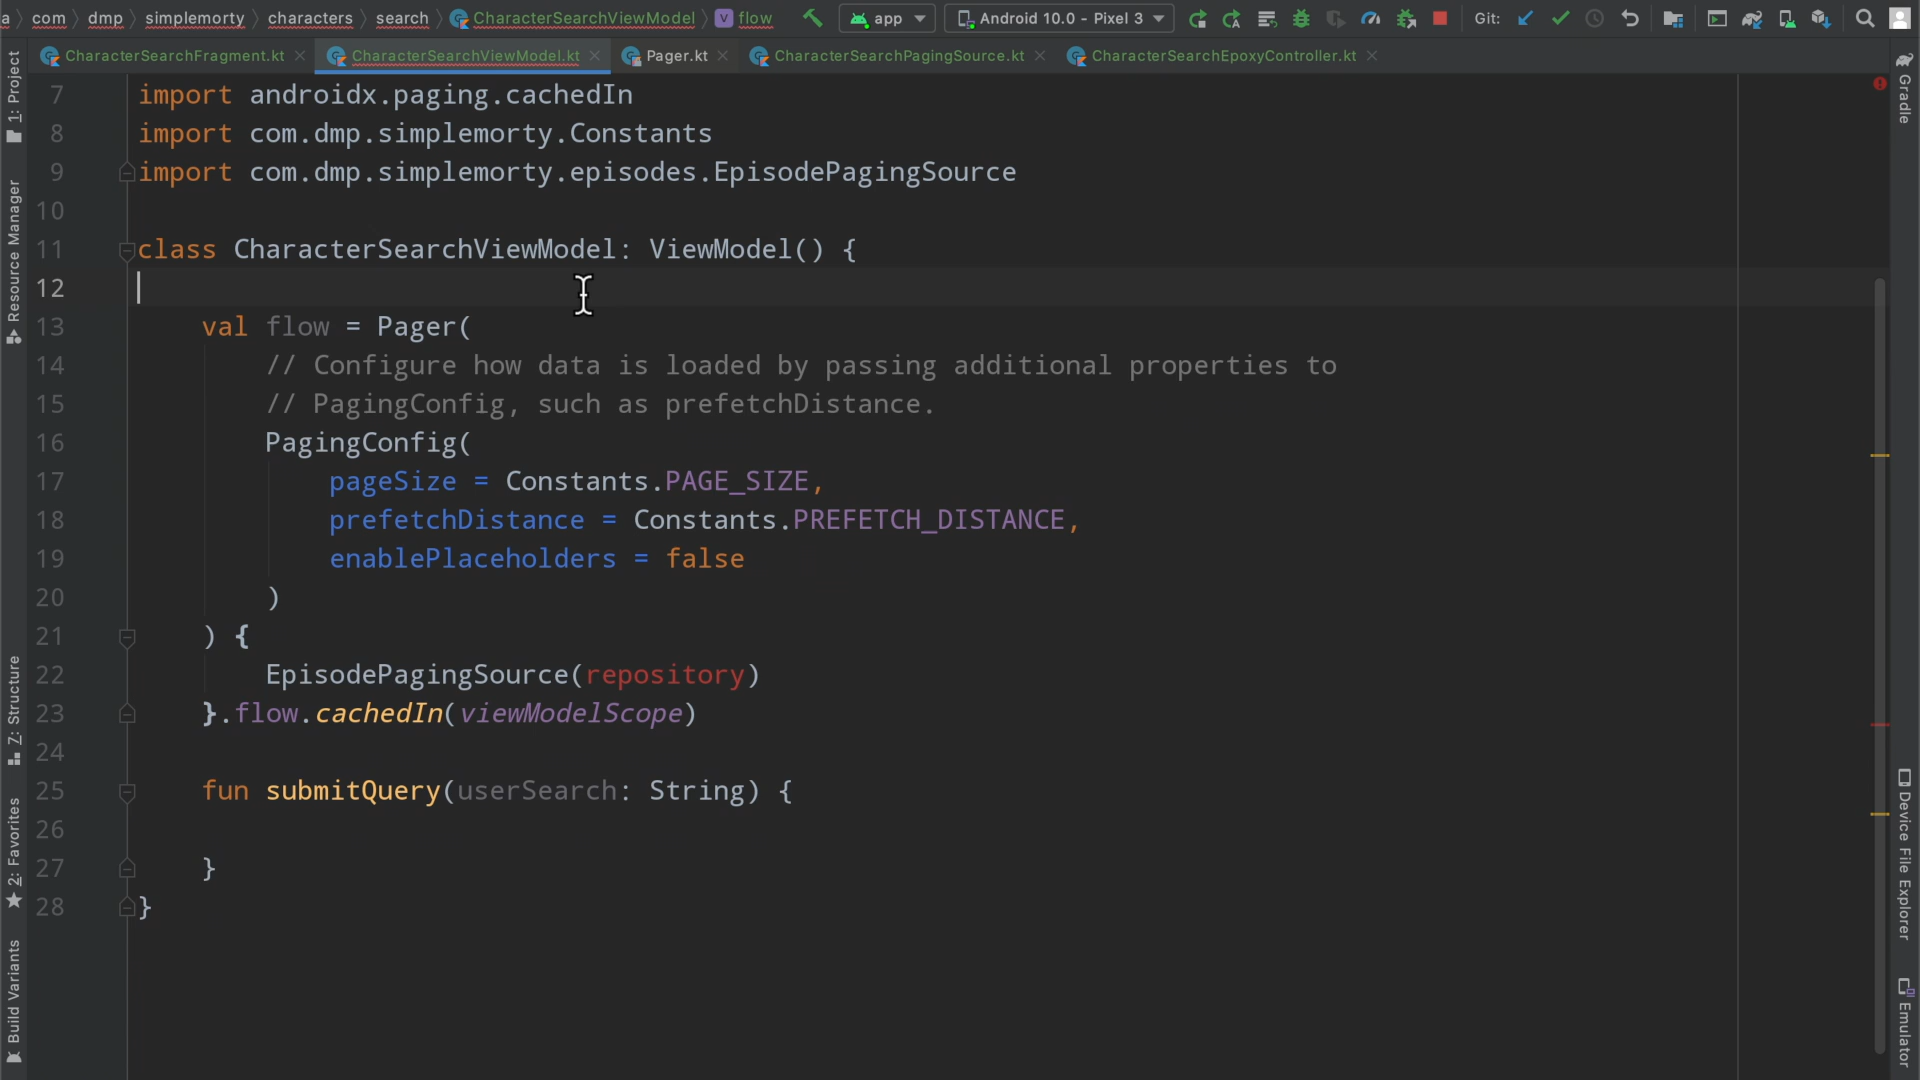 a com dmp simplemorty characters search CharacterSearchViewModel flow app Android 10.0 - Pixel 3 Git:
CharacterSearchFragment.kt CharacterSearchViewModel.kt Pager.kt CharacterSearchPagingSource.kt CharacterSearchEpoxyController.kt
1: Project
Resource Manager
Z: Structure
2: Favorites
Build Variants
7 import androidx.paging.cachedIn
8 import com.dmp.simplemorty.Constants
9 import com.dmp.simplemorty.episodes.EpisodePagingSource
10
11 class CharacterSearchViewModel: ViewModel() {
12
13 val flow = Pager(
14 // Configure how data is loaded by passing additional properties to
15 // PagingConfig, such as prefetchDistance.
16 PagingConfig(
17 pageSize = Constants.PAGE_SIZE,
18 prefetchDistance = Constants.PREFETCH_DISTANCE,
19 enablePlaceholders = false
20 )
21 ) {
22 EpisodePagingSource(repository)
23 }.flow.cachedIn(viewModelScope)
24
25 fun submitQuery(userSearch: String) {
26
27 }
28 }
Gradle
Device File Explorer
Emulator